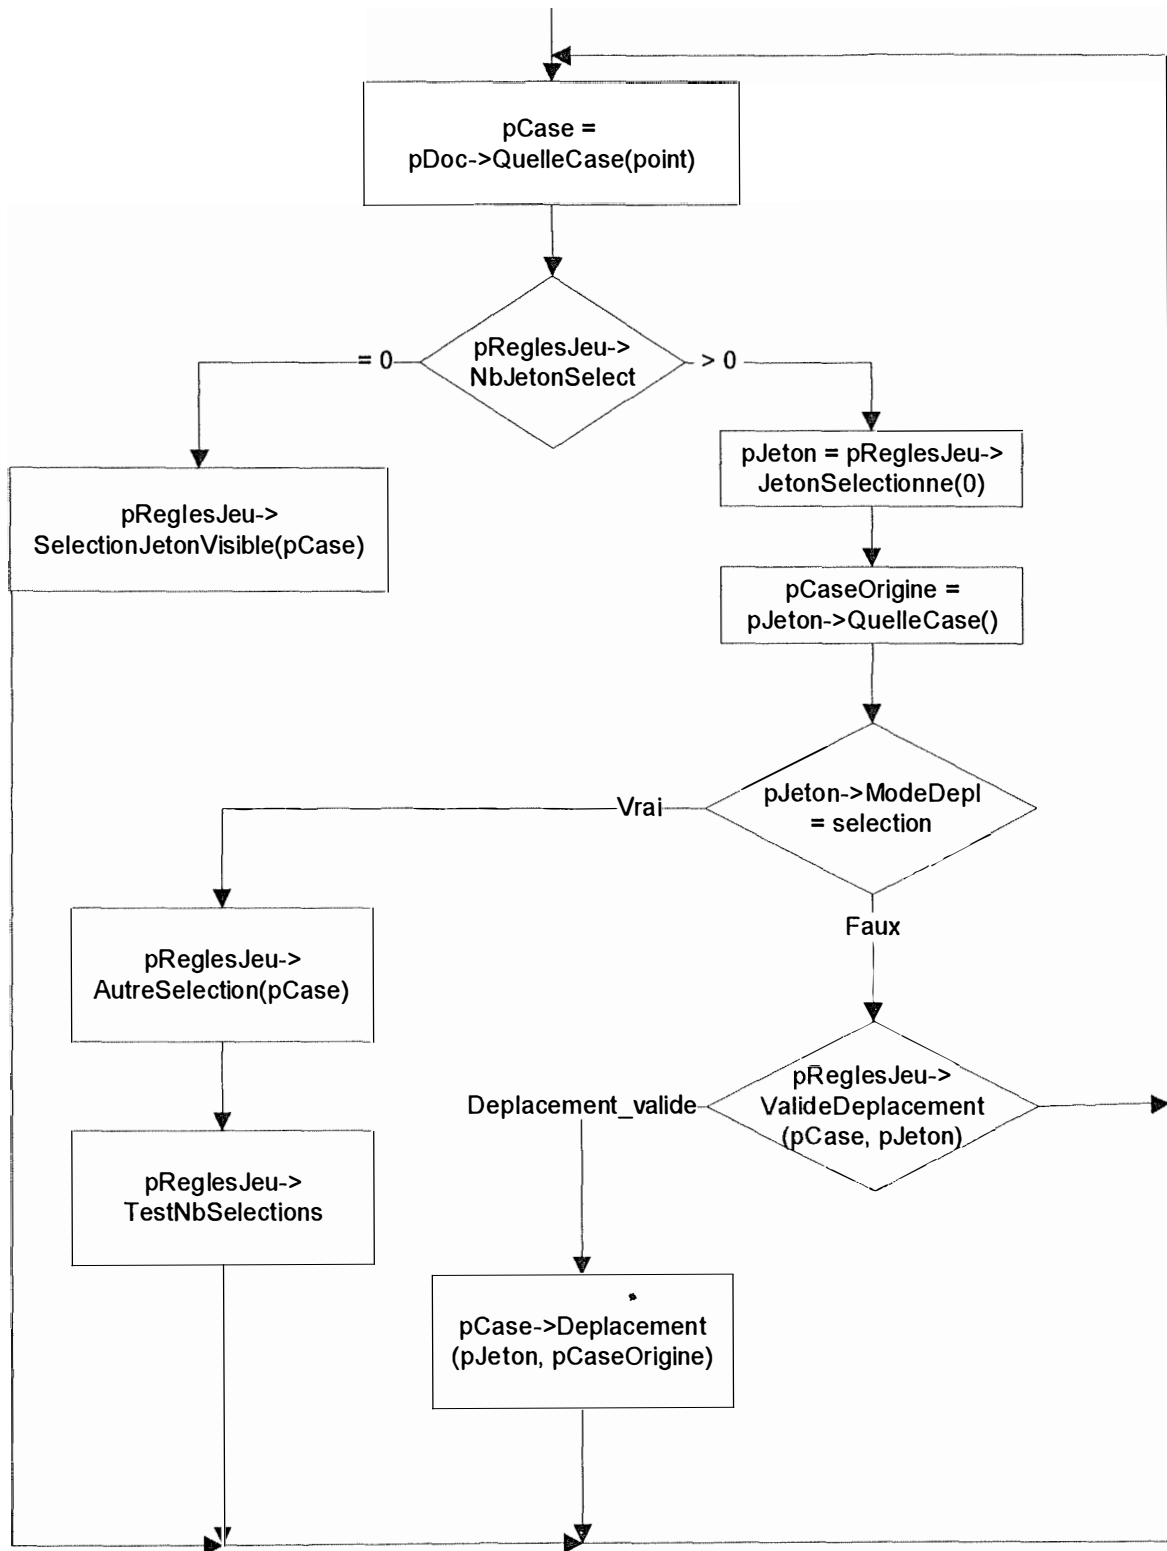 pCase =
pDoc->QuelleCase(point)
pReglesJeu->
NbJetonSelect
= 0
> 0
pJeton = pReglesJeu->
JetonSelectionne(0)
pReglesJeu->
SelectionJetonVisible(pCase)
pCaseOrigine =
pJeton->QuelleCase()
pJeton->ModeDepl
= selection
Vrai
Faux
pReglesJeu->
AutreSelection(pCase)
pReglesJeu->
ValideDeplacement
(pCase, pJeton)
Deplacement_valide
pReglesJeu->
TestNbSelections
pCase->Deplacement
(pJeton, pCaseOrigine)